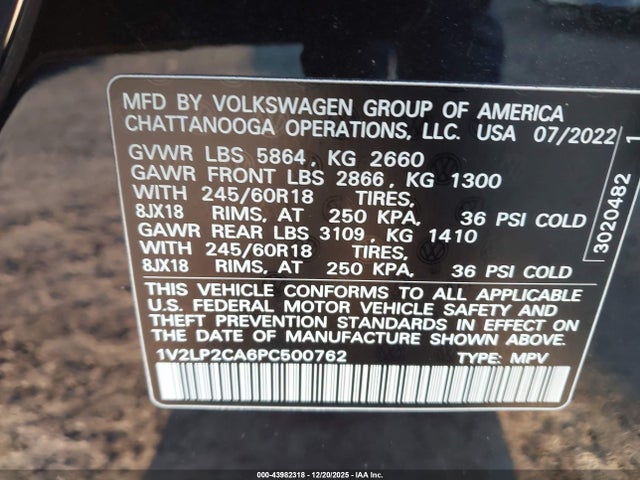 MFD BY VOLKSWAGEN GROUP OF AMERICA
CHATTANOOGA OPERATIONS, LLC. USA 07/2022
GVWR LBS 5864, KG 2660
GAWR FRONT LBS 2866, KG 1300
WITH 245/60R18 TIRES,
8JX18 RIMS, AT 250 KPA, 36 PSI COLD
GAWR REAR LBS 3109, KG 1410
WITH 245/60R18 TIRES,
8JX18 RIMS, AT 250 KPA, 36 PSI COLD
THIS VEHICLE CONFORMS TO ALL APPLICABLE
U.S. FEDERAL MOTOR VEHICLE SAFETY AND
THEFT PREVENTION STANDARDS IN EFFECT ON
THE DATE OF MANUFACTURE SHOWN ABOVE.
1V2LP2CA6PC500762 TYPE: MPV
3020482 1
000-43982318 - 12/20/2025 - IAAI.com